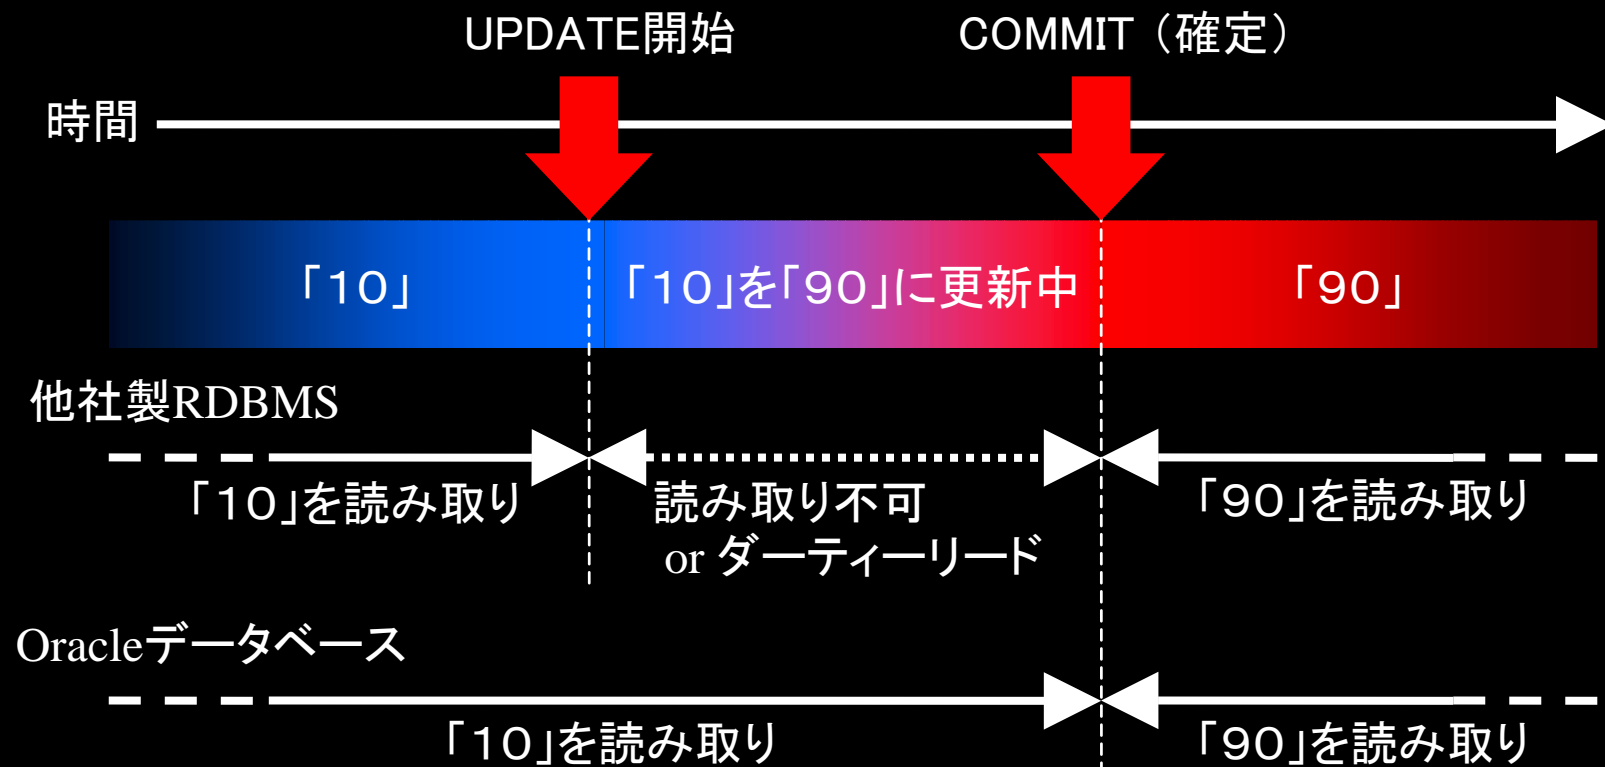 UPDATE開始
COMMIT（確定）
時間
「１０」
「１０」を「９０」に更新中
「９０」
他社製RDBMS
「１０」を読み取り
読み取り不可
or ダーティーリード
「９０」を読み取り
Oracleデータベース
「１０」を読み取り
「９０」を読み取り